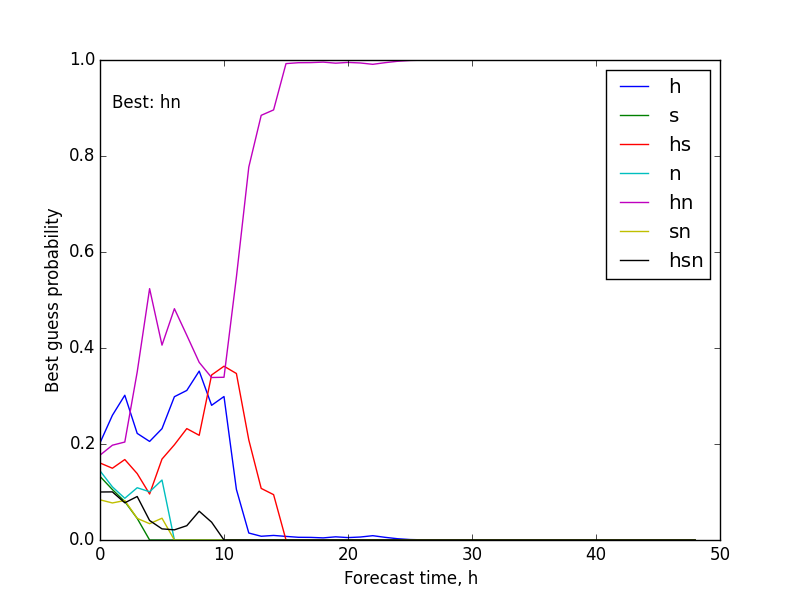 1.0
Best: hn
h
s
hs
n
hn
sn
hsn
0.8
0.6
0.4
0.2
0.0
Best guess probability
0 10 20 30 40 50
Forecast time, h